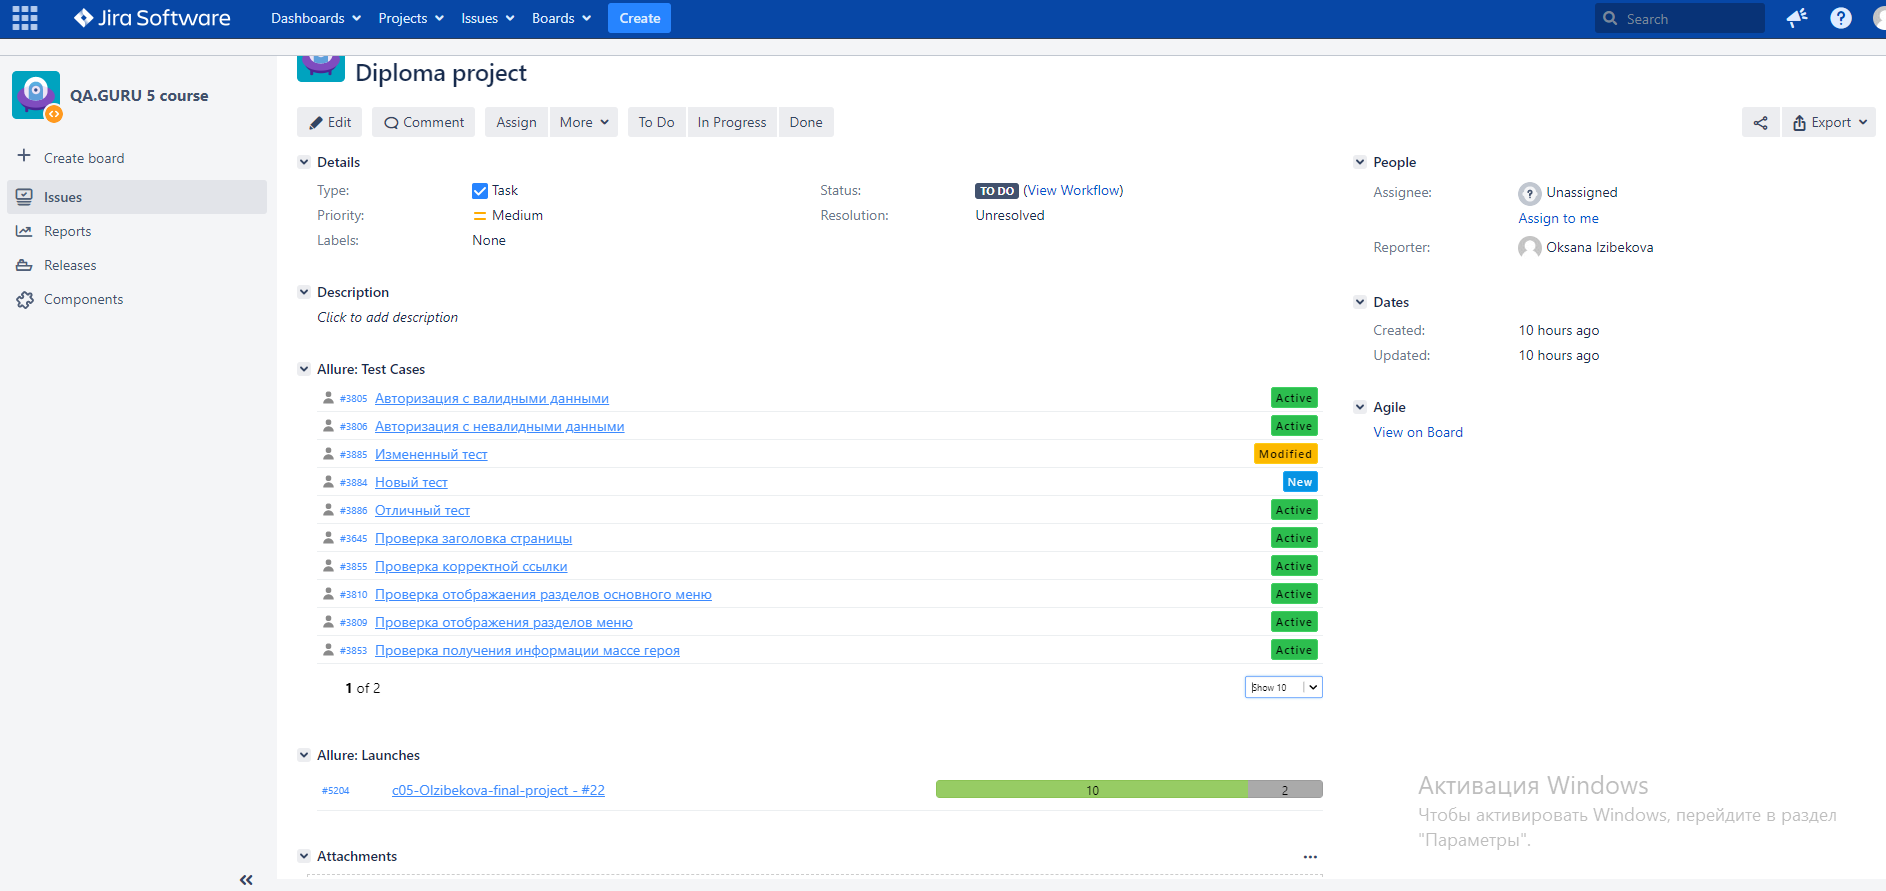 Jira Software Dashboards Projects Issues Boards Create Search
QA.GURU 5 course
Create board
Issues
Reports
Releases
Components
Diploma project
Edit Comment Assign More To Do In Progress Done Export
Details
Type: Task Status: TO DO (View Workflow)
Priority: Medium Resolution: Unresolved
Labels: None
Description
Click to add description
Allure: Test Cases
#3805 Авторизация с валидными данными Active
#3806 Авторизация с невалидными данными Active
#3885 Измененный тест Modified
#3884 Новый тест New
#3886 Отличный тест Active
#3645 Проверка заголовка страницы Active
#3855 Проверка корректной ссылки Active
#3810 Проверка отображаения разделов основного меню Active
#3809 Проверка отображения разделов меню Active
#3853 Проверка получения информации массе героя Active
1 of 2 Show 10
Allure: Launches
#5204 c05-Olzibekova-final-project - #22 10 2
Attachments
People
Assignee: Unassigned
Assign to me
Reporter: Oksana Izibekova
Dates
Created: 10 hours ago
Updated: 10 hours ago
Agile
View on Board
Активация Windows
Чтобы активировать Windows, перейдите в раздел
"Параметры".